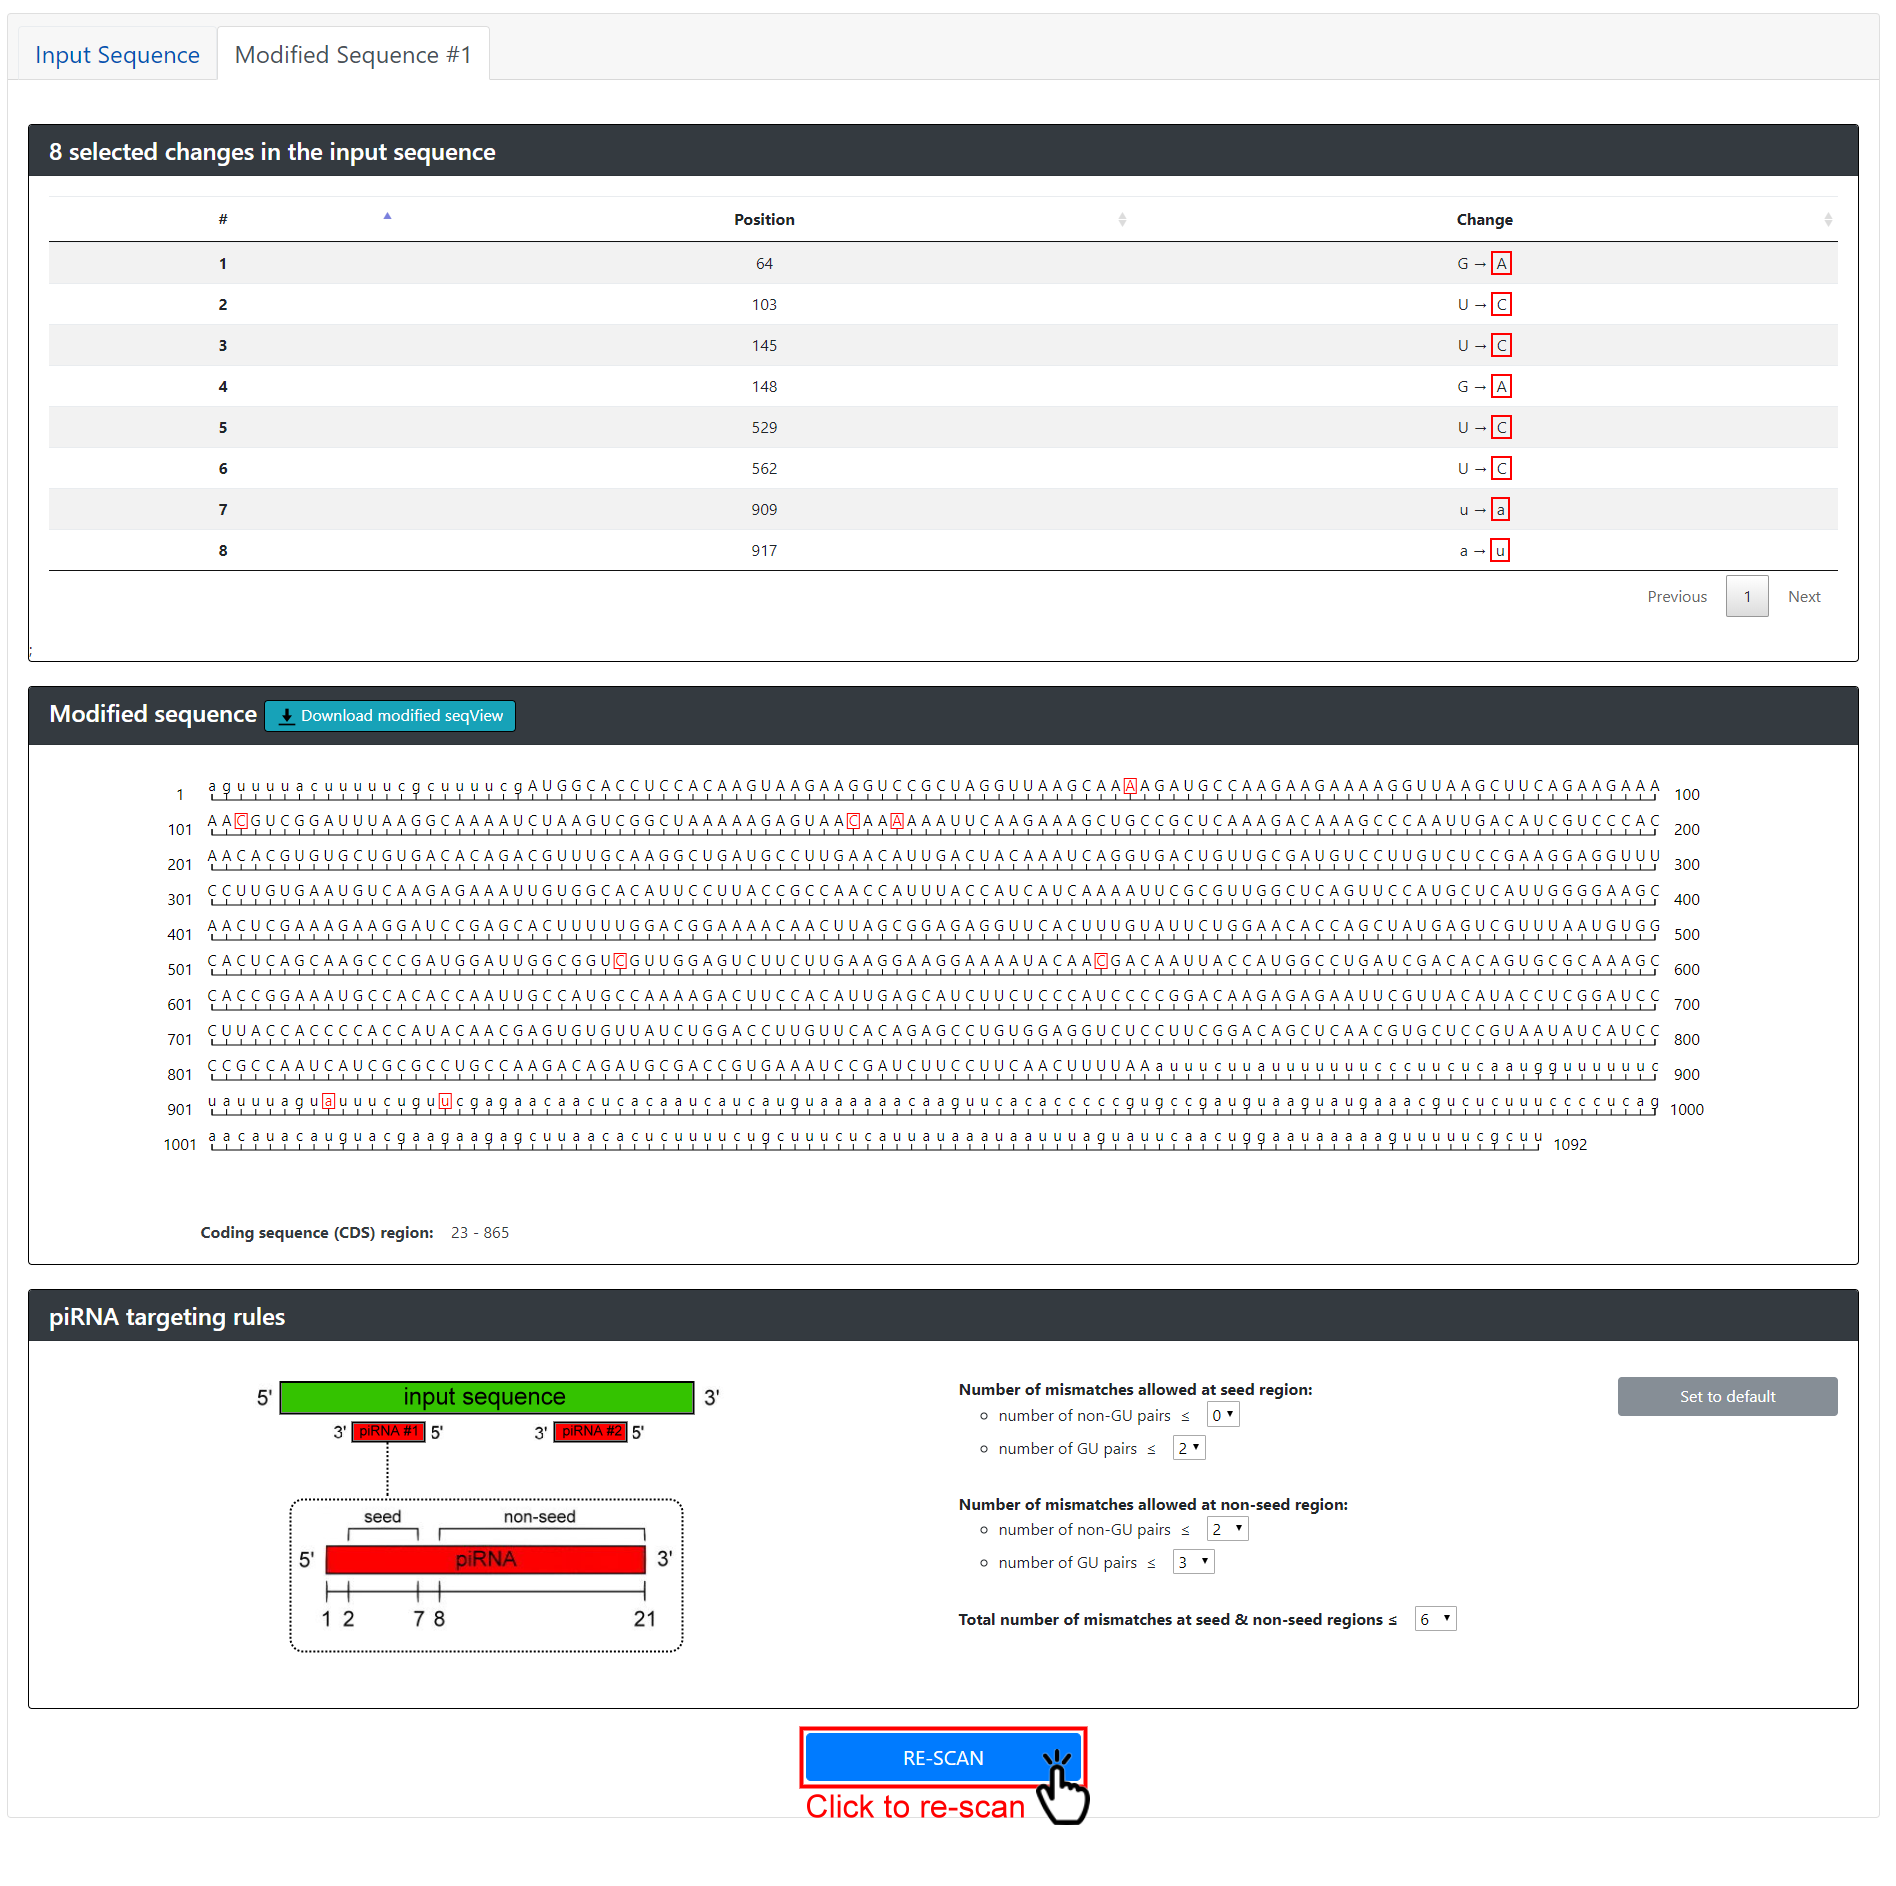 Input Sequence Modified Sequence #1
8 selected changes in the input sequence
# Position Change
1 64 G → A
2 103 U → C
3 145 U → C
4 148 G → A
5 529 U → C
6 562 U → C
7 909 u → a
8 917 a → u
Previous 1 Next
;
Modified sequence Download modified seqView
1 aguuuuacuuuuucgcuuuucgAUGGCACCUCCACAAGUAAGAAGGUCCGCUAGGUUAAGCAAAAGAUGCCAAGAAGAAAAGGUUAAGCUUCAGAAGAAA 100
101 AACGUCGGAUUUAAGGCAAAAUCUAAGUCGGCUAAAAAGAGUAACAAAAAAUUCAAGAAAGCUGCCGCUCAAAGACAAAGCCCAAUUGACAUCGUCCCAC 200
201 AACACGUGUGCUGUGACACAGACGUUUGCAAGGCUGAUGCCUUGAACAUUGACUACAAAUCAGGUGACUGUUGCGAUGUCCUUGUCUCCGAAGGAGGUUU 300
301 CCUUGUGAAUGUCAAGAGAAAUUGUGGCACAUUCCUUACCGCCAACCAUUUACCAUCAUCAAAAUUCGCGUUGGCUCAGUUCCAUGCUCAUUGGGGAAGC 400
401 AACUCGAAAGAAGGAUCCGAGCACUUUUUGGACGGAAAACAACUUAGCGGAGAGGUUCACUUUGUAUUCUGGAACACCAGCUAUGAGUCGUUUAAUGUGG 500
501 CACUCAGCAAGCCCGAUGGAUUGGCGGUCGUUGGAGUCUUCUUGAAGGAAGGAAAAUACAACGACAAUUACCAUGGCCUGAUCGACACAGUGCGCAAAGC 600
601 CACCGGAAAUGCCACACCAAUUGCCAUGCCAAAAGACUUCCACAUUGAGCAUCUUCUCCCAUCCCCGGACAAGAGAGAAUUCGUUACAUACCUCGGAUCC 700
701 CUUACCACCCCACCAUACAACGAGUGUGUUAUCUGGACCUUGUUCACAGAGCCUGUGGAGGUCUCCUUCGGACAGCUCAACGUGCUCCGUAAUAUCAUCC 800
801 CCGCCAAUCAUCGCGCCUGCCAAGACAGAUGCGACCGUGAAAUCCGAUCUUCCUUCAACUUUUAAauuucuuauuuuuuucccuucucaaugguuuuuuc 900
901 uauuuaguauuucuguucgagaacaacucacaaucaucauguaaaaaacaaguucacacccccgugccgauguaaguaugaaacgucucuuuccccucag 1000
1001 aacauacauguacgaagaagagcuuaacacucuuuucugcuuucucauuauaaauaauuuaguauucaacuggaauaaaaaguuuuucgcuu 1092
Coding sequence (CDS) region: 23 - 865
piRNA targeting rules
5' input sequence 3'
3' piRNA #1 5' 3' piRNA #2 5'
seed non-seed
5' piRNA 3'
1 2 7 8 21
Number of mismatches allowed at seed region:
number of non-GU pairs ≤ 0
number of GU pairs ≤ 2
Number of mismatches allowed at non-seed region:
number of non-GU pairs ≤ 2
number of GU pairs ≤ 3
Total number of mismatches at seed & non-seed regions ≤ 6
Set to default
RE-SCAN
Click to re-scan